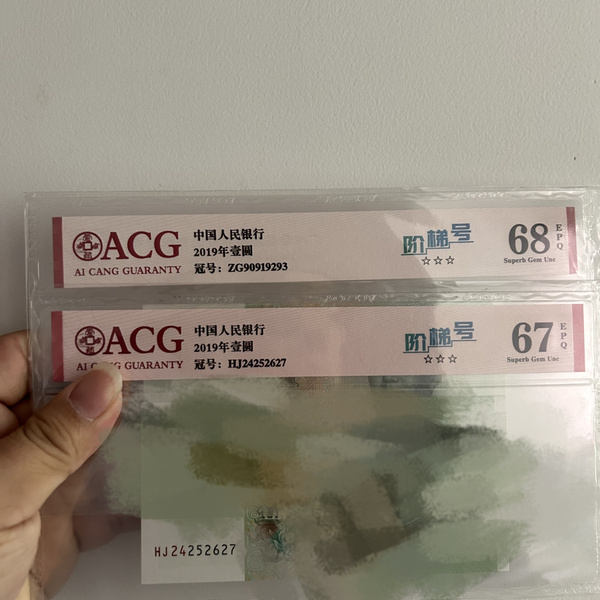 ACG
AI CANG GUARANTY
中国人民银行
2019年壹圓
冠号：ZG90919293
阶梯号
☆☆☆
68
EPQ
Superb Gem Unc
ACG
AI CANG GUARANTY
中国人民银行
2019年壹圓
冠号：HJ24252627
阶梯号
☆☆☆
67
EPQ
Superb Gem Unc
HJ24252627